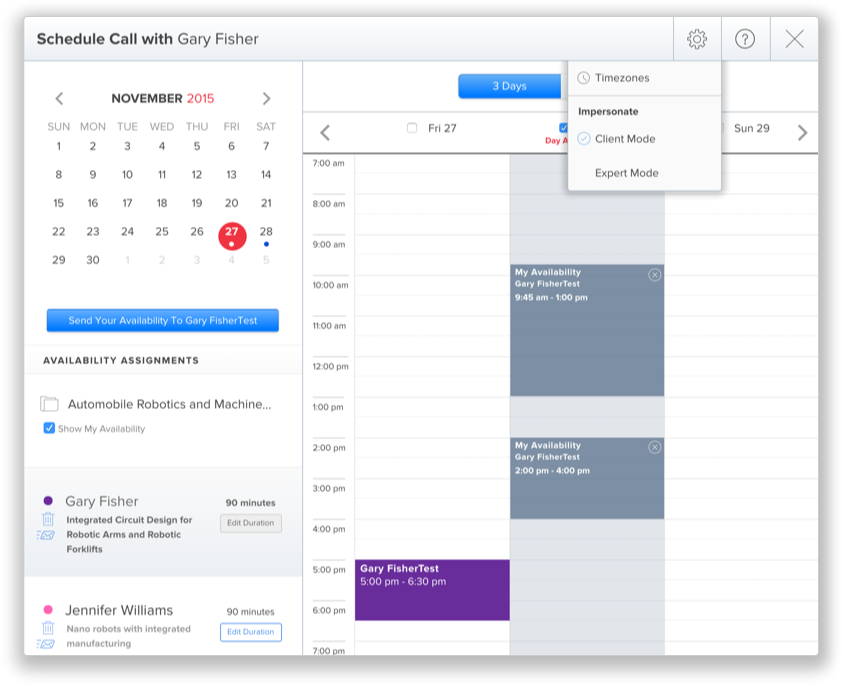 Schedule Call with Gary Fisher
?
NOVEMBER 2015
SUN MON TUE WED THU FRI SAT
1 2 3 4 5 6 7
8 9 10 11 12 13 14
15 16 17 18 19 20 21
22 23 24 25 26 27 28
29 30 1 2 3 4 5
Send Your Availability To Gary FisherTest
AVAILABILITY ASSIGNMENTS
Automobile Robotics and Machine...
Show My Availability
Gary Fisher
90 minutes
Integrated Circuit Design for
Robotic Arms and Robotic
Forklifts
Edit Duration
Jennifer Williams
90 minutes
Nano robots with integrated
manufacturing
Edit Duration
3 Days
Timezones
Impersonate
Client Mode
Expert Mode
Fri 27
Day A
Sun 29
7:00 am
8:00 am
9:00 am
10:00 am
11:00 am
12:00 pm
1:00 pm
2:00 pm
3:00 pm
4:00 pm
5:00 pm
6:00 pm
7:00 pm
My Availability
Gary FisherTest
9:45 am - 1:00 pm
My Availability
Gary FisherTest
2:00 pm - 4:00 pm
Gary FisherTest
5:00 pm - 6:30 pm